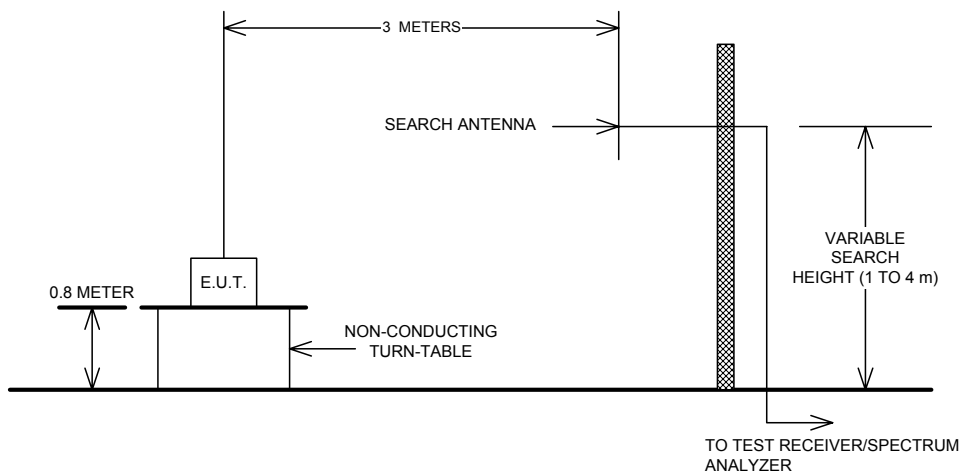 3 METERS
SEARCH ANTENNA
VARIABLE
SEARCH
HEIGHT (1 TO 4 m)
E.U.T.
0.8 METER
NON-CONDUCTING
TURN-TABLE
TO TEST RECEIVER/SPECTRUM
ANALYZER